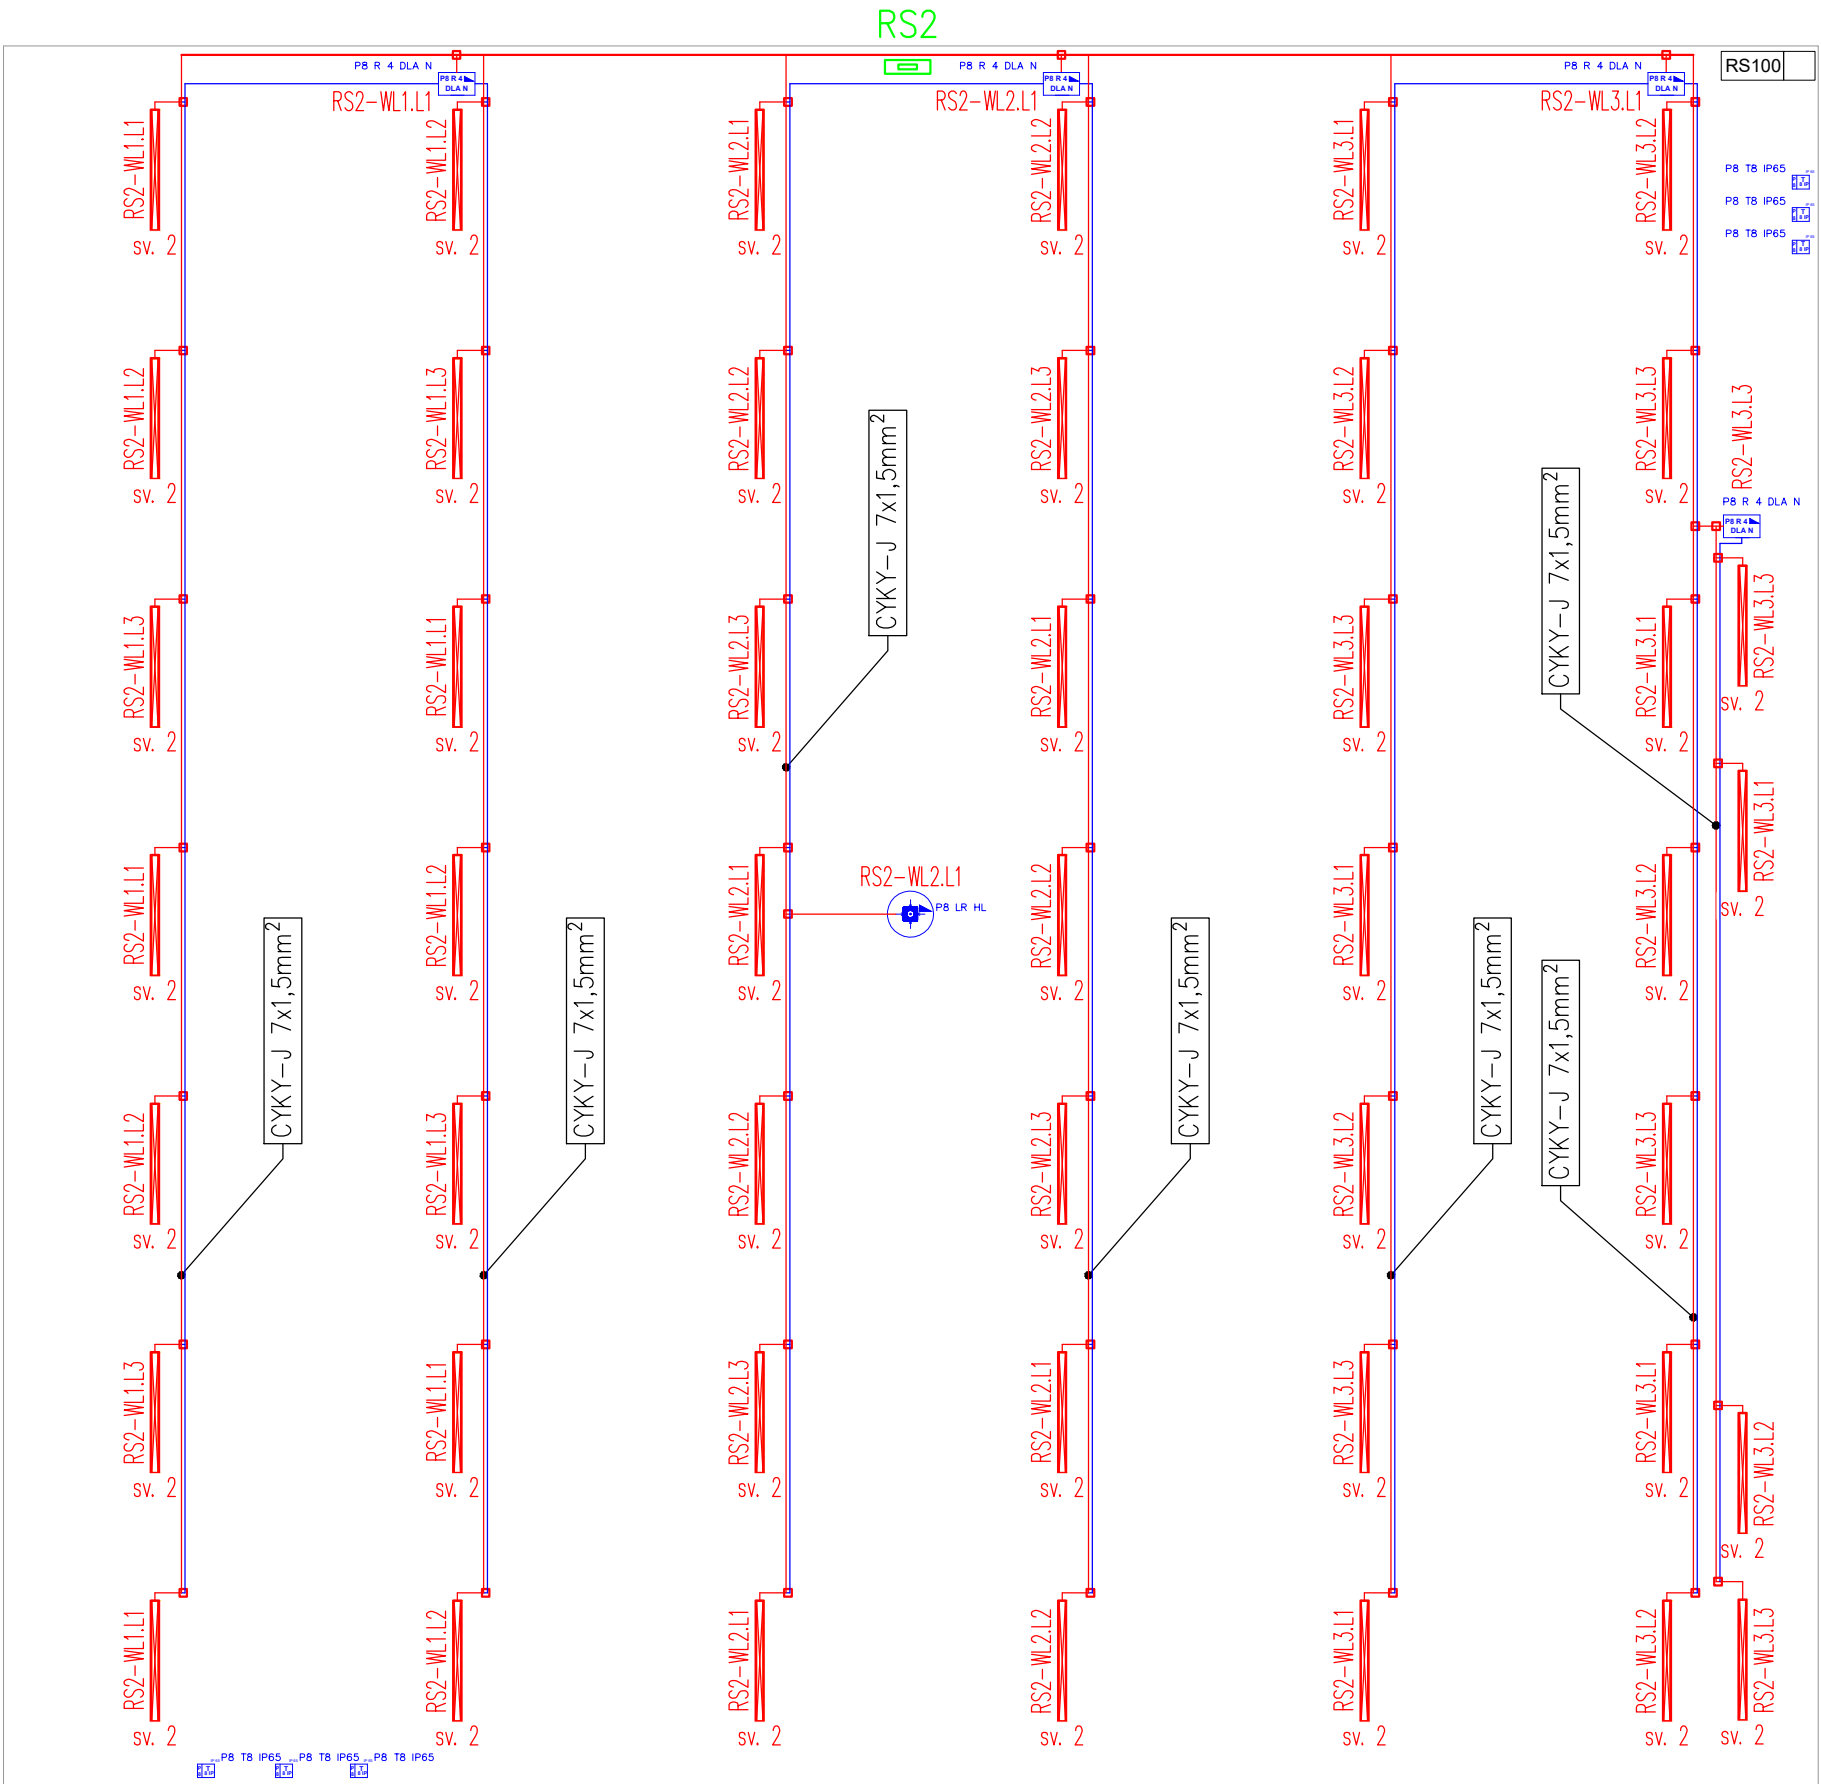 RS2
P8 R 4 DLA N
P8 R 4 DLA N
P8 R 4 DLA N
RS100
P8 R 4
DLA N
P8 R 4
DLA N
P8 R 4
DLA N
RS2-WL1.L1
RS2-WL2.L1
RS2-WL3.L1
RS2-WL1.L1
sv. 2
RS2-WL1.L2
sv. 2
RS2-WL2.L1
sv. 2
RS2-WL2.L2
sv. 2
RS2-WL3.L1
sv. 2
RS2-WL3.L2
sv. 2
P8 T8 IP65
P8 T8 IP65
P8 T8 IP65
RS2-WL1.L2
sv. 2
RS2-WL1.L3
sv. 2
RS2-WL2.L2
sv. 2
RS2-WL2.L3
sv. 2
RS2-WL3.L2
sv. 2
RS2-WL3.L3
sv. 2
RS2-WL3.L3
P8 R 4 DLA N
P8 R 4
DLA N
CYKY-J 7x1,5mm²
CYKY-J 7x1,5mm²
RS2-WL1.L3
sv. 2
RS2-WL1.L1
sv. 2
RS2-WL2.L3
sv. 2
RS2-WL2.L1
sv. 2
RS2-WL3.L3
sv. 2
RS2-WL3.L1
sv. 2
RS2-WL3.L3
sv. 2
RS2-WL1.L1
sv. 2
RS2-WL1.L2
sv. 2
RS2-WL2.L1
sv. 2
RS2-WL2.L1
P8 LR HL
RS2-WL2.L2
sv. 2
RS2-WL3.L1
sv. 2
RS2-WL3.L2
sv. 2
RS2-WL3.L1
sv. 2
CYKY-J 7x1,5mm²
CYKY-J 7x1,5mm²
CYKY-J 7x1,5mm²
CYKY-J 7x1,5mm²
CYKY-J 7x1,5mm²
RS2-WL1.L2
sv. 2
RS2-WL1.L3
sv. 2
RS2-WL2.L2
sv. 2
RS2-WL2.L3
sv. 2
RS2-WL3.L2
sv. 2
RS2-WL3.L3
sv. 2
RS2-WL1.L3
sv. 2
RS2-WL1.L1
sv. 2
RS2-WL2.L3
sv. 2
RS2-WL2.L1
sv. 2
RS2-WL3.L3
sv. 2
RS2-WL3.L1
sv. 2
RS2-WL3.L2
sv. 2
RS2-WL1.L1
sv. 2
RS2-WL1.L2
sv. 2
RS2-WL2.L1
sv. 2
RS2-WL2.L2
sv. 2
RS2-WL3.L1
sv. 2
RS2-WL3.L2
sv. 2
RS2-WL3.L3
sv. 2
P8 T8 IP65
P8 T8 IP65
P8 T8 IP65